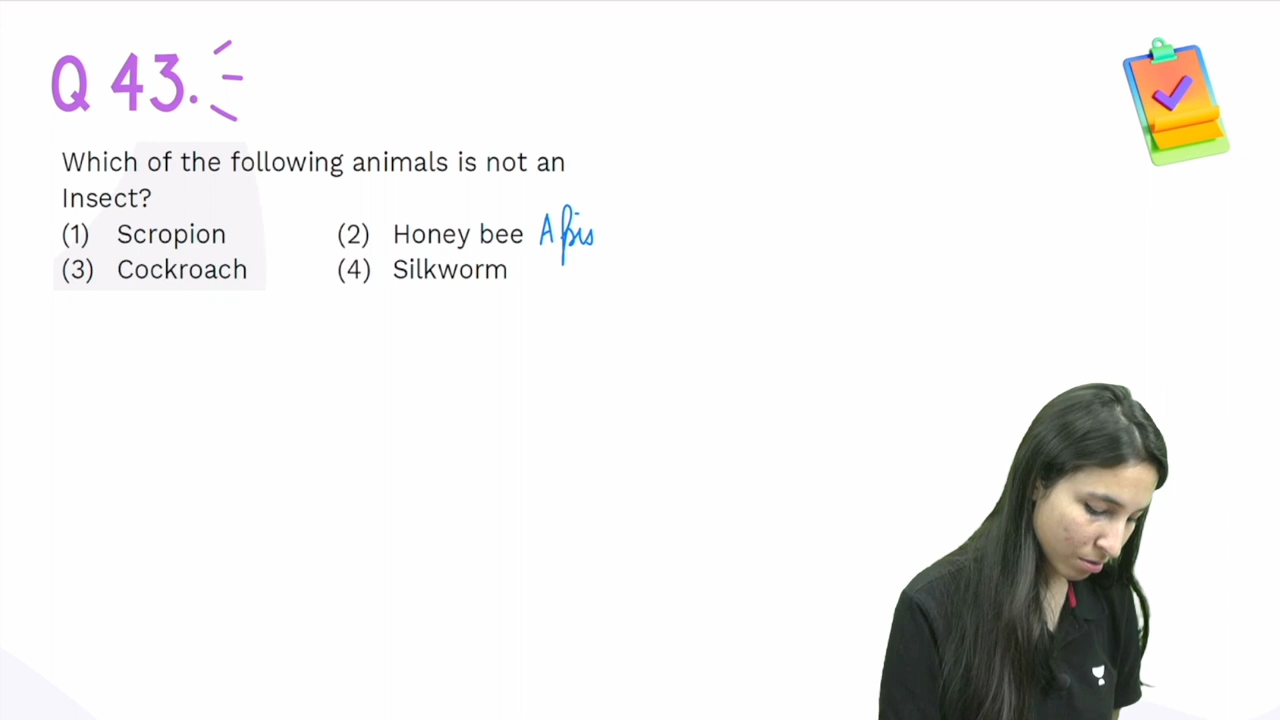 Q 43.
Which of the following animals is not an
Insect?
(1) Scropion (2) Honey bee Apis
(3) Cockroach (4) Silkworm